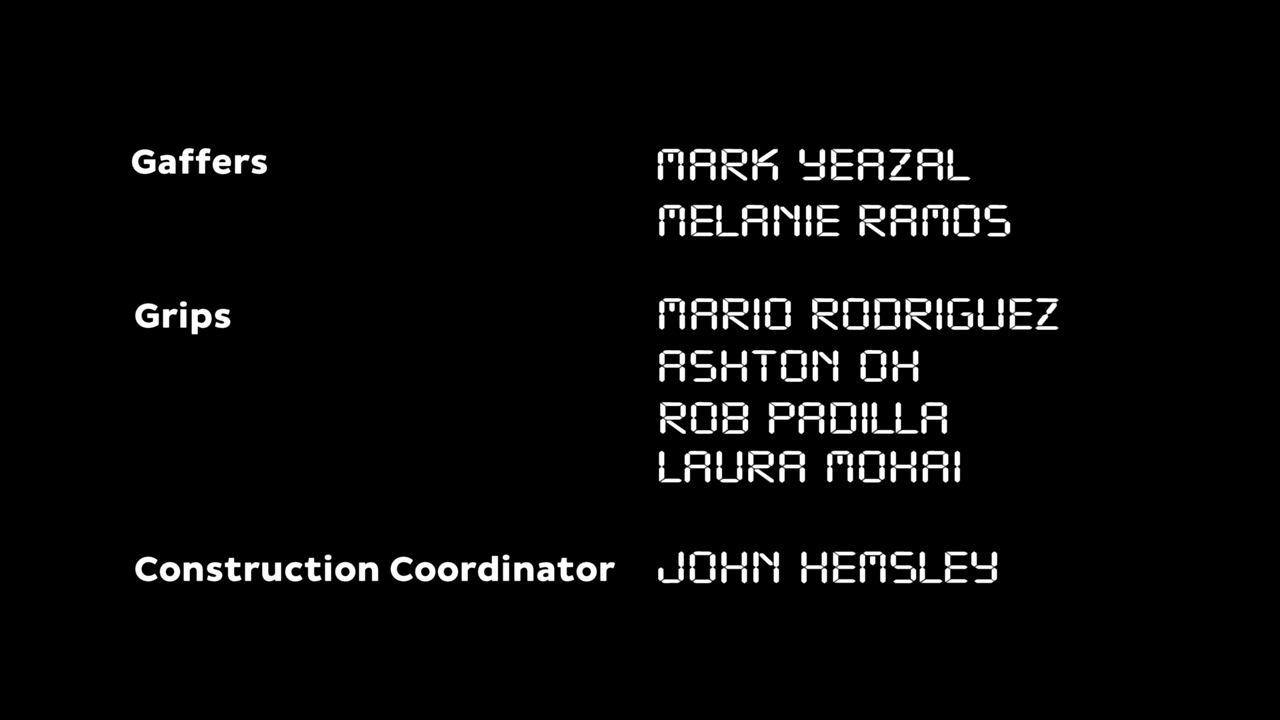 Gaffers MARK YEAZAL
MELANIE RAMOS
Grips MARIO RODRIGUEZ
ASHTON OH
ROB PADILLA
LAURA MOHAI
Construction Coordinator JOHN HEMSLEY